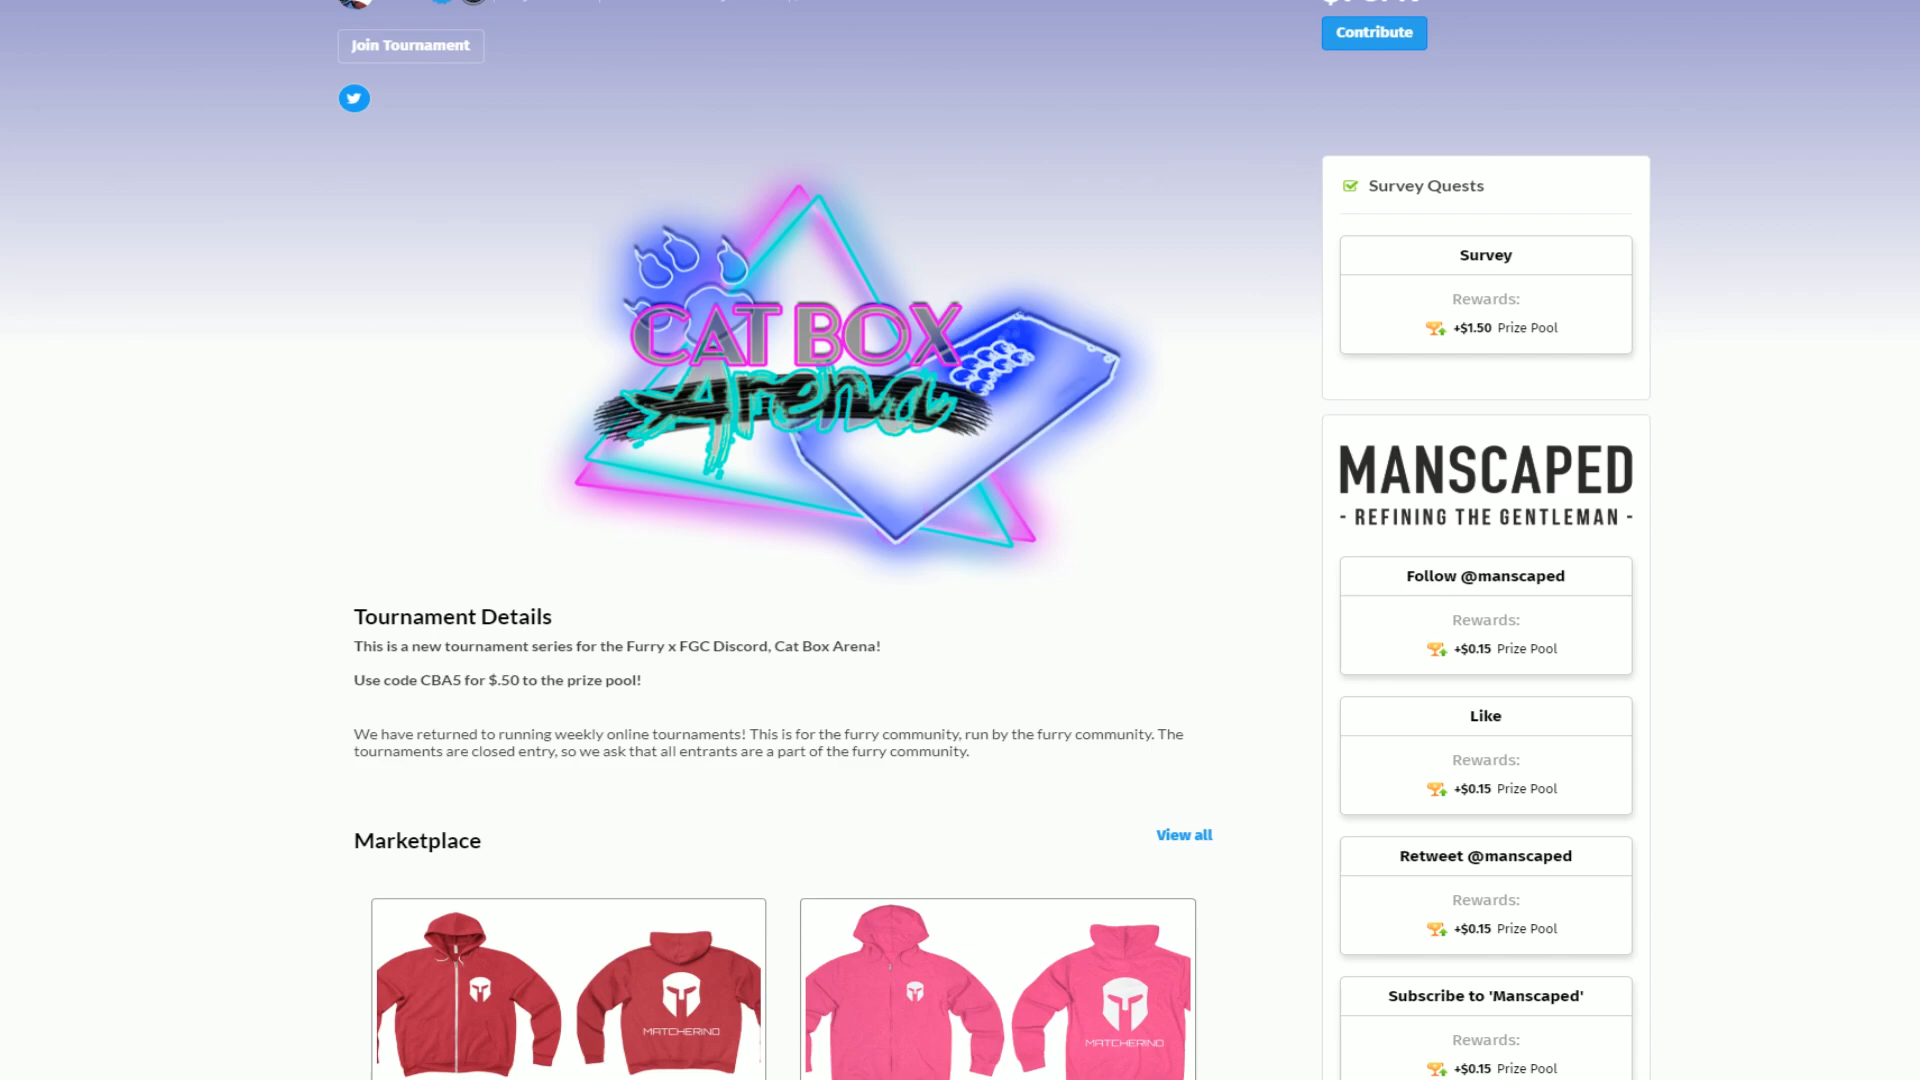 Join Tournament
Contribute
CAT BOX
Arena
Tournament Details
This is a new tournament series for the Furry x FGC Discord, Cat Box Arena!
Use code CBA5 for $.50 to the prize pool!
We have returned to running weekly online tournaments! This is for the furry community, run by the furry community. The
tournaments are closed entry, so we ask that all entrants are a part of the furry community.
Marketplace
View all
MATCHERINO
MATCHERINO
Survey Quests
Survey
Rewards:
+$1.50 Prize Pool
MANSCAPED
- REFINING THE GENTLEMAN -
Follow @manscaped
Rewards:
+$0.15 Prize Pool
Like
Rewards:
+$0.15 Prize Pool
Retweet @manscaped
Rewards:
+$0.15 Prize Pool
Subscribe to 'Manscaped'
Rewards:
+$0.15 Prize Pool